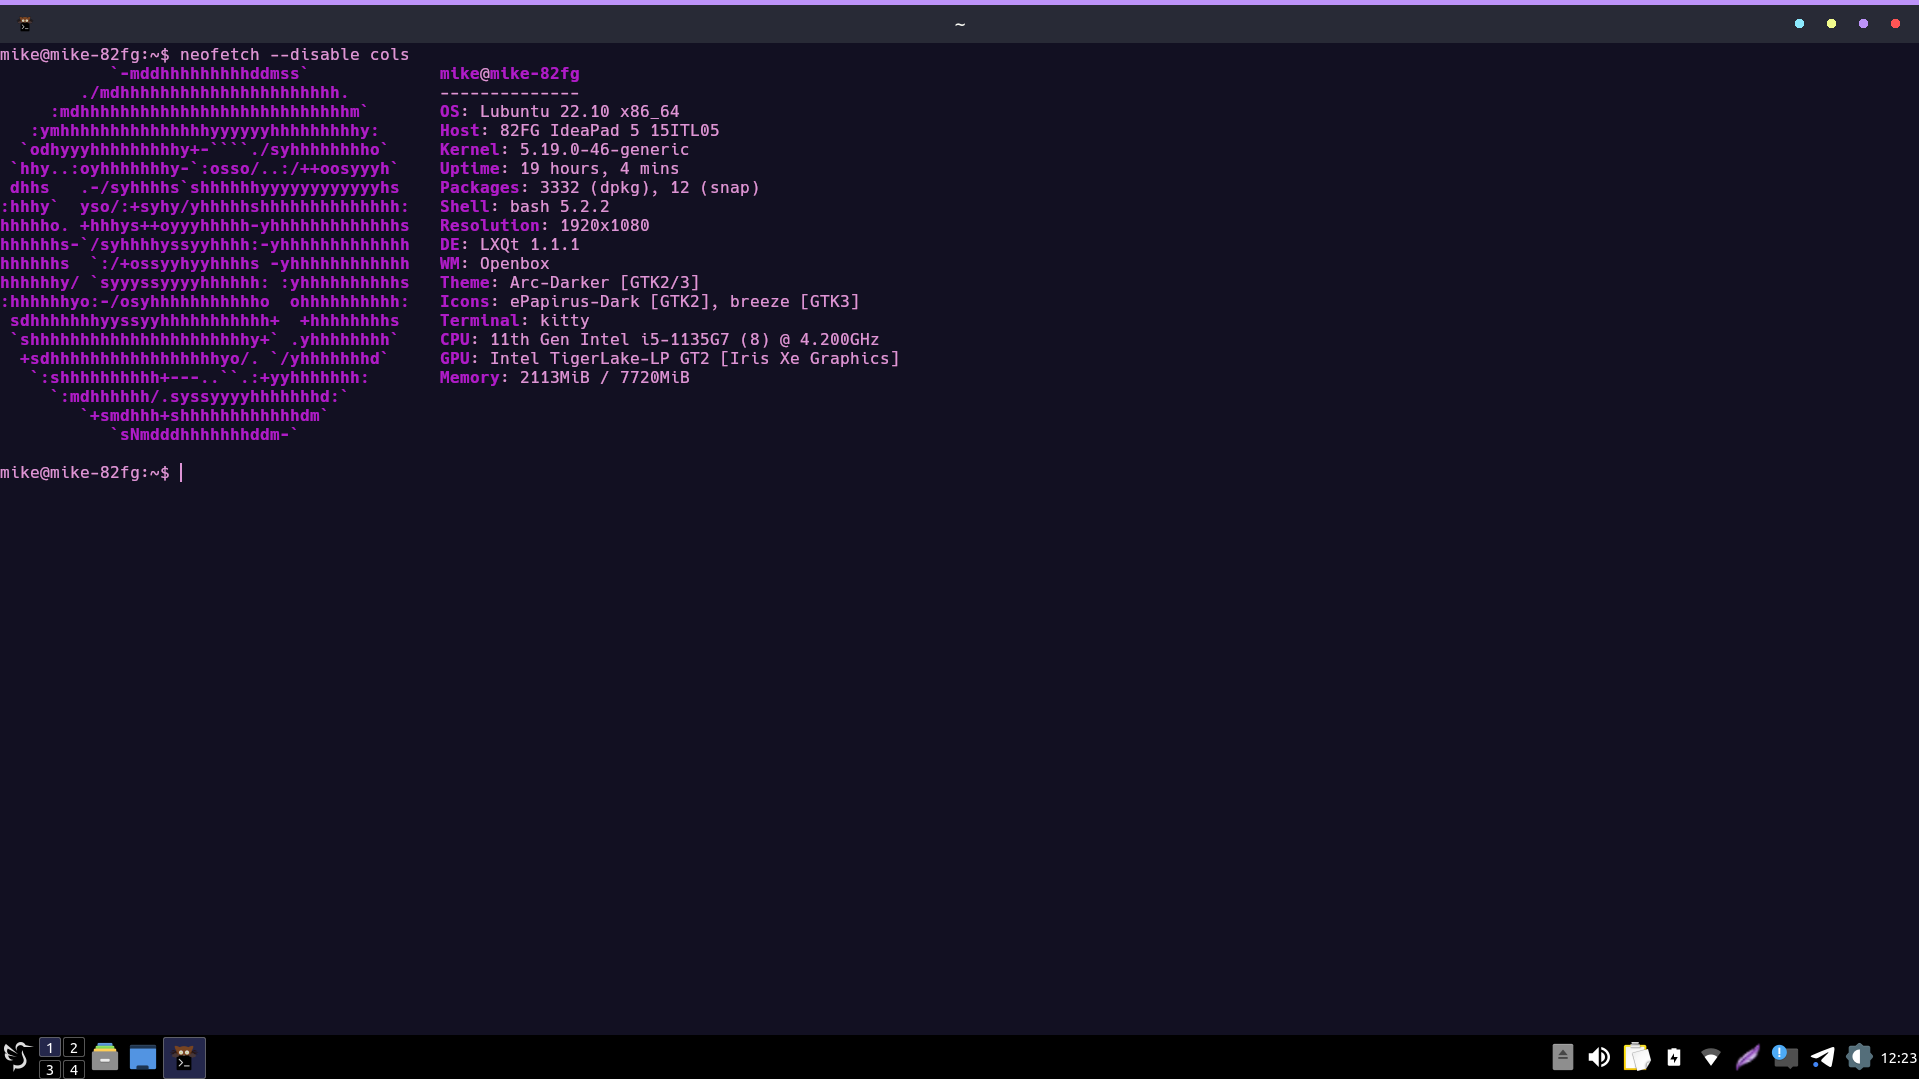 ~
mike@mike-82fg:~$ neofetch --disable cols
`-mddhhhhhhhhhddmss`             mike@mike-82fg
./mdhhhhhhhhhhhhhhhhhhhhhh.         --------------
:mdhhhhhhhhhhhhhhhhhhhhhhhhhhhm`       OS: Lubuntu 22.10 x86_64
:ymhhhhhhhhhhhhhhhyyyyyyhhhhhhhhhy:      Host: 82FG IdeaPad 5 15ITL05
`odhyyyhhhhhhhhhy+-````./syhhhhhhhho`     Kernel: 5.19.0-46-generic
`hhy..:oyhhhhhhhy-`:osso/..:/++oosyyyh`    Uptime: 19 hours, 4 mins
dhhs   .-/syhhhhs`shhhhhhyyyyyyyyyyyyhs    Packages: 3332 (dpkg), 12 (snap)
:hhhy`  yso/:+syhy/yhhhhhshhhhhhhhhhhhhh:   Shell: bash 5.2.2
hhhhho. +hhhys++oyyyhhhhh-yhhhhhhhhhhhhhs   Resolution: 1920x1080
hhhhhhs-`/syhhhhyssyyhhhh:-yhhhhhhhhhhhhh   DE: LXQt 1.1.1
hhhhhhs  `:/+ossyyhyyhhhhs -yhhhhhhhhhhhh   WM: Openbox
hhhhhhy/ `syyyssyyyyhhhhhh: :yhhhhhhhhhhs   Theme: Arc-Darker [GTK2/3]
:hhhhhhyo:-/osyhhhhhhhhhhho  ohhhhhhhhhh:   Icons: ePapirus-Dark [GTK2], breeze [GTK3]
sdhhhhhhhyyssyyhhhhhhhhhhh+  +hhhhhhhhs    Terminal: kitty
`shhhhhhhhhhhhhhhhhhhhhhy+` .yhhhhhhhh`    CPU: 11th Gen Intel i5-1135G7 (8) @ 4.200GHz
+sdhhhhhhhhhhhhhhhhhyo/. `/yhhhhhhhd`     GPU: Intel TigerLake-LP GT2 [Iris Xe Graphics]
`:shhhhhhhhhh+---..``.:+yyhhhhhhh:       Memory: 2113MiB / 7720MiB
`:mdhhhhhh/.syssyyyyhhhhhhhd:`
`+smdhhh+shhhhhhhhhhhhdm`
`sNmdddhhhhhhhddm-`
mike@mike-82fg:~$
1 2
3 4
12:23